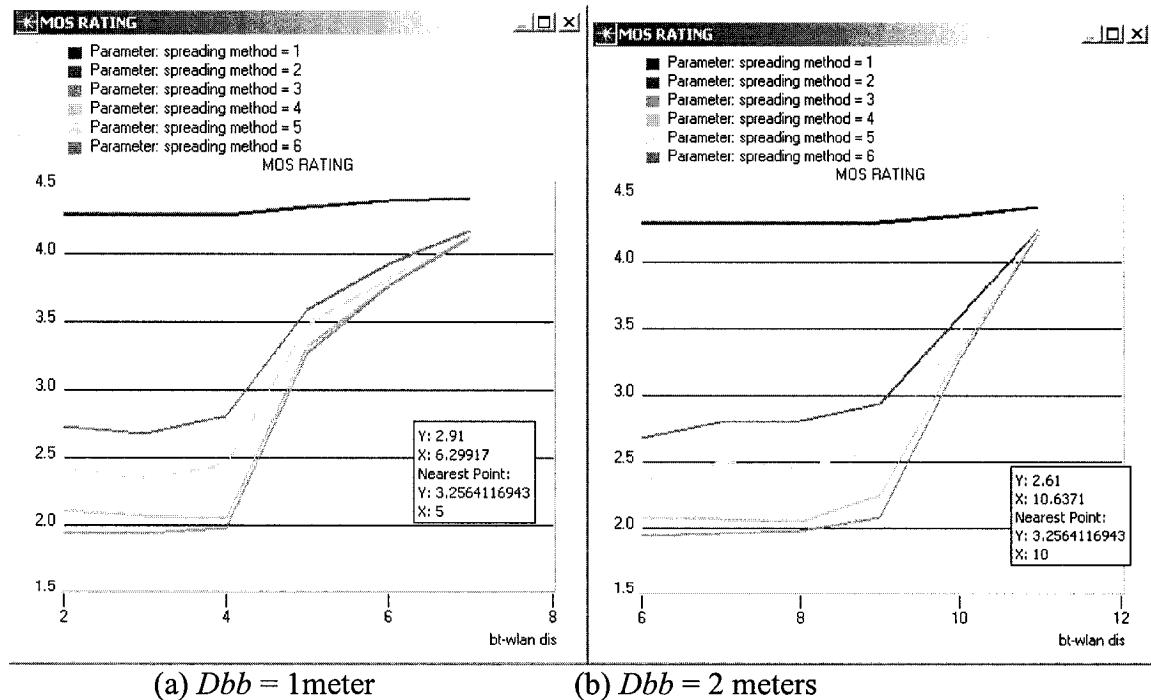 MOS RATING
Parameter: spreading method = 1
Parameter: spreading method = 2
Parameter: spreading method = 3
Parameter: spreading method = 4
Parameter: spreading method = 5
Parameter: spreading method = 6
MOS RATING
4.5
4.0
3.5
3.0
2.5
2.0
1.5
Y: 2.91
X: 6.29917
Nearest Point:
Y: 3.2564116943
X: 5
2 4 6 8
bt-wlan dis
(a) Dbb = 1meter
MOS RATING
Parameter: spreading method = 1
Parameter: spreading method = 2
Parameter: spreading method = 3
Parameter: spreading method = 4
Parameter: spreading method = 5
Parameter: spreading method = 6
MOS RATING
4.5
4.0
3.5
3.0
2.5
2.0
1.5
Y: 2.61
X: 10.6371
Nearest Point:
Y: 3.2564116943
X: 10
6 8 10 12
bt-wlan dis
(b) Dbb = 2 meters